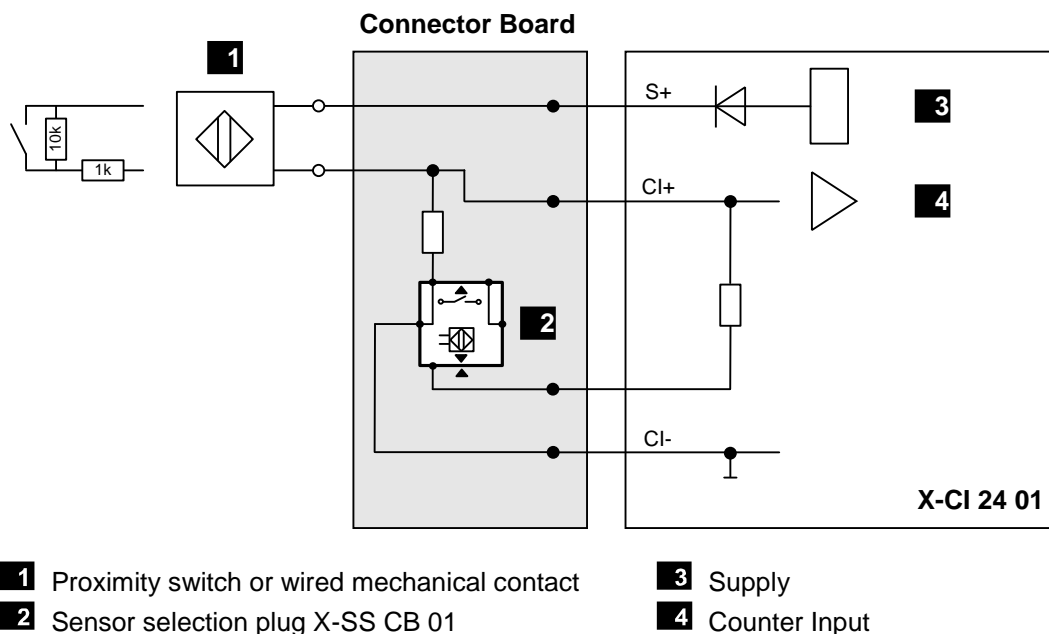 Connector Board
1
S+
3
10k
1k
CI+
4
2
CI-
X-CI 24 01
1 Proximity switch or wired mechanical contact
3 Supply
2 Sensor selection plug X-SS CB 01
4 Counter Input